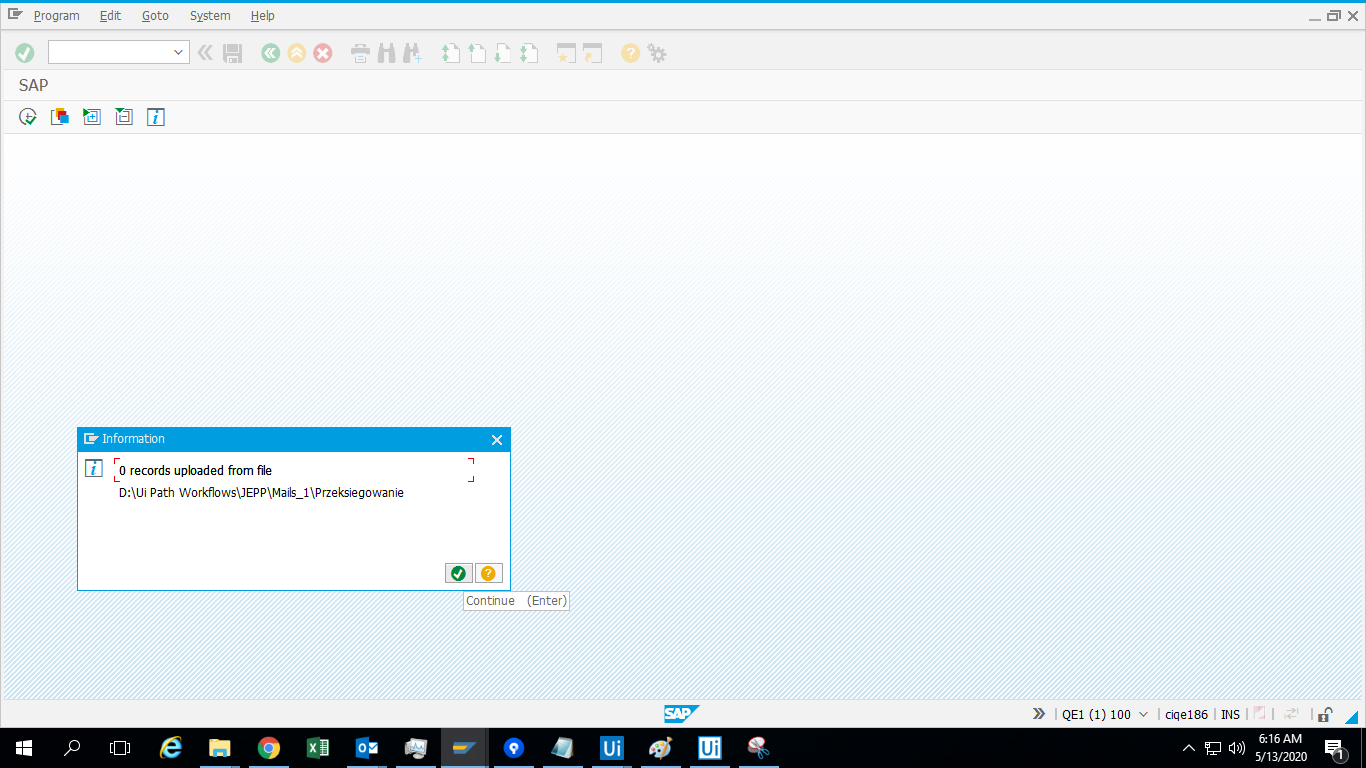 Program Edit Goto System Help
SAP
Information
0 records uploaded from file
D:\Ui Path Workflows\JEPP\Mails_1\Przeksiegowanie
Continue (Enter)
SAP
QE1 (1) 100 ciqe186 INS
Ui Ui
6:16 AM
5/13/2020
1